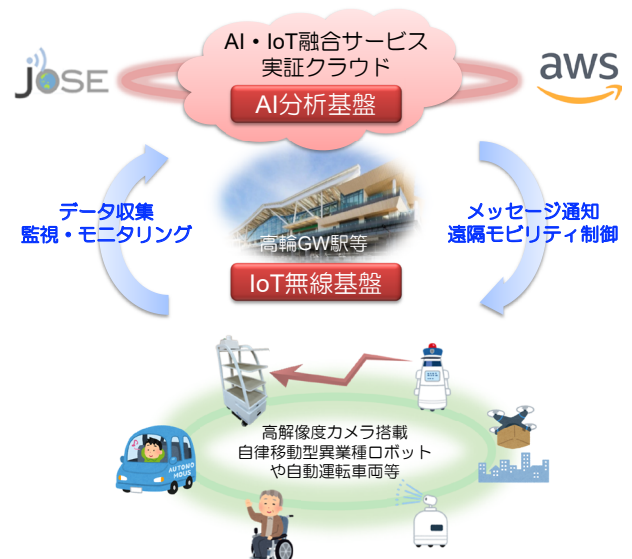 AI・IoT融合サービス
実証クラウド
JOSE
aws
AI分析基盤
データ収集
監視・モニタリング
メッセージ通知
遠隔モビリティ制御
高輪GW駅等
IoT無線基盤
高解像度カメラ搭載
自律移動型異業種ロボット
や自動運転車両等
AUTOMO
MOUS